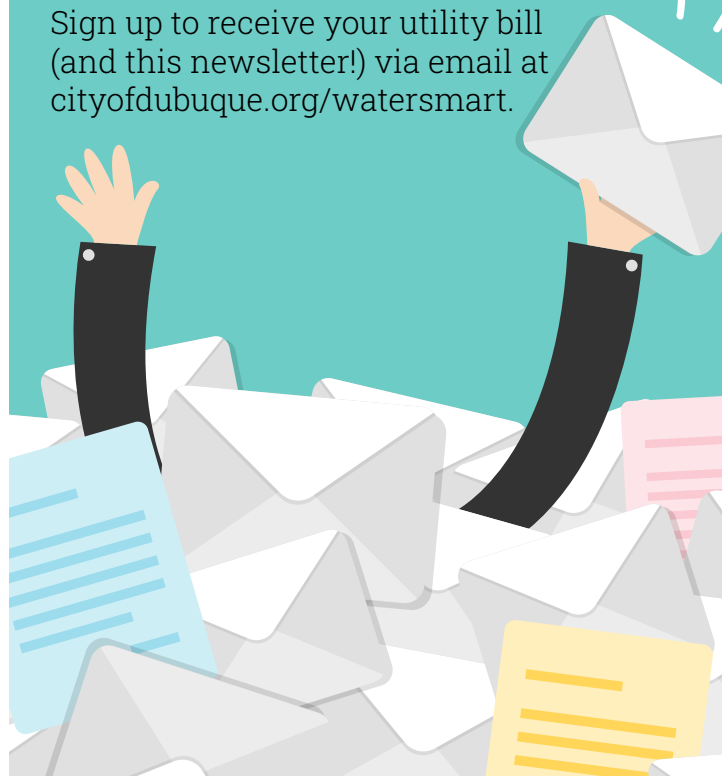 Sign up to receive your utility bill
(and this newsletter!) via email at
cityofdubuque.org/watersmart.